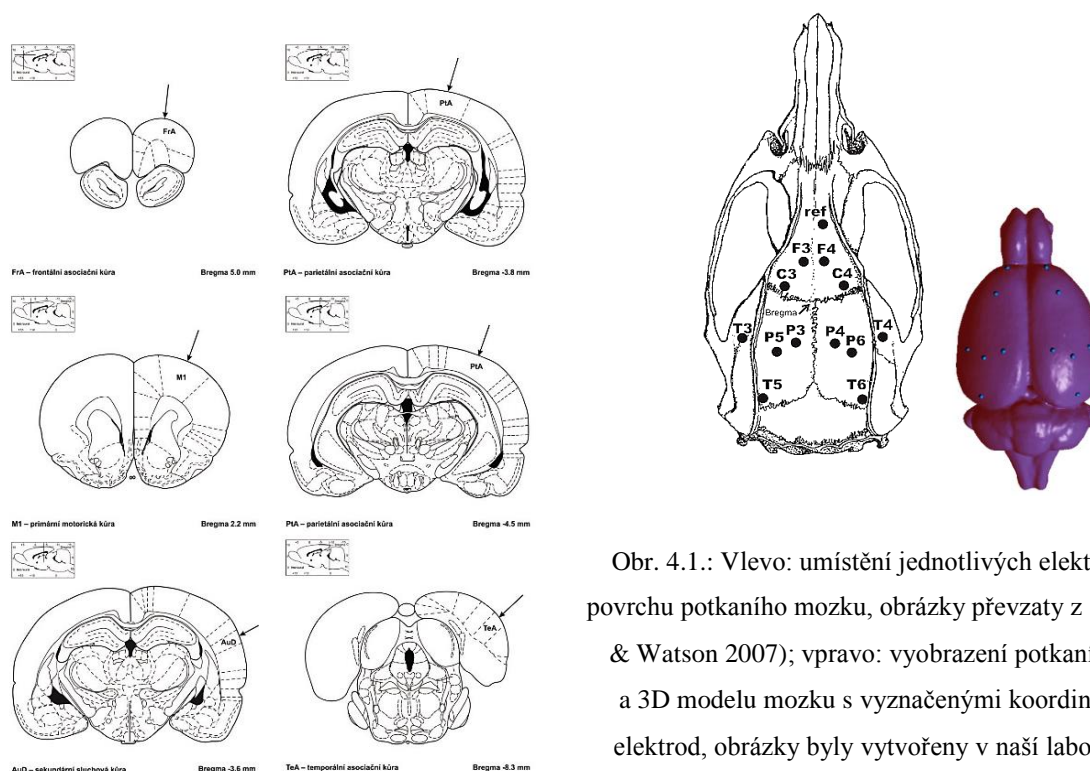 FrA
FrA – frontální asociační kůra Bregma 5.0 mm
PtA
PtA – parietální asociační kůra Bregma -3.8 mm
M1
M1 – primární motorická kůra Bregma 2.2 mm
PtA
PtA – parietální asociační kůra Bregma -4.5 mm
AuD
AuD – sekundární sluchová kůra Bregma -3.6 mm
TeA
TeA – temporální asociační kůra Bregma -8.3 mm
ref
F3 F4
C3 C4
Bregma
T3 T4
P5 P3 P4 P6
T5 T6
Obr. 4.1.: Vlevo: umístění jednotlivých elekt
povrchu potkaního mozku, obrázky převzaty z
& Watson 2007); vpravo: vyobrazení potkaní
a 3D modelu mozku s vyznačenými koordin
elektrod, obrázky byly vytvořeny v naší labo